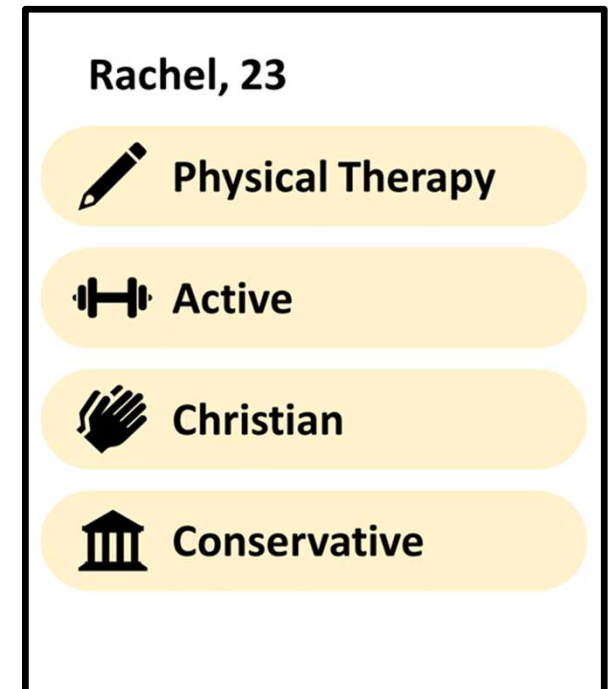 Rachel, 23
Physical Therapy
Active
Christian
Conservative